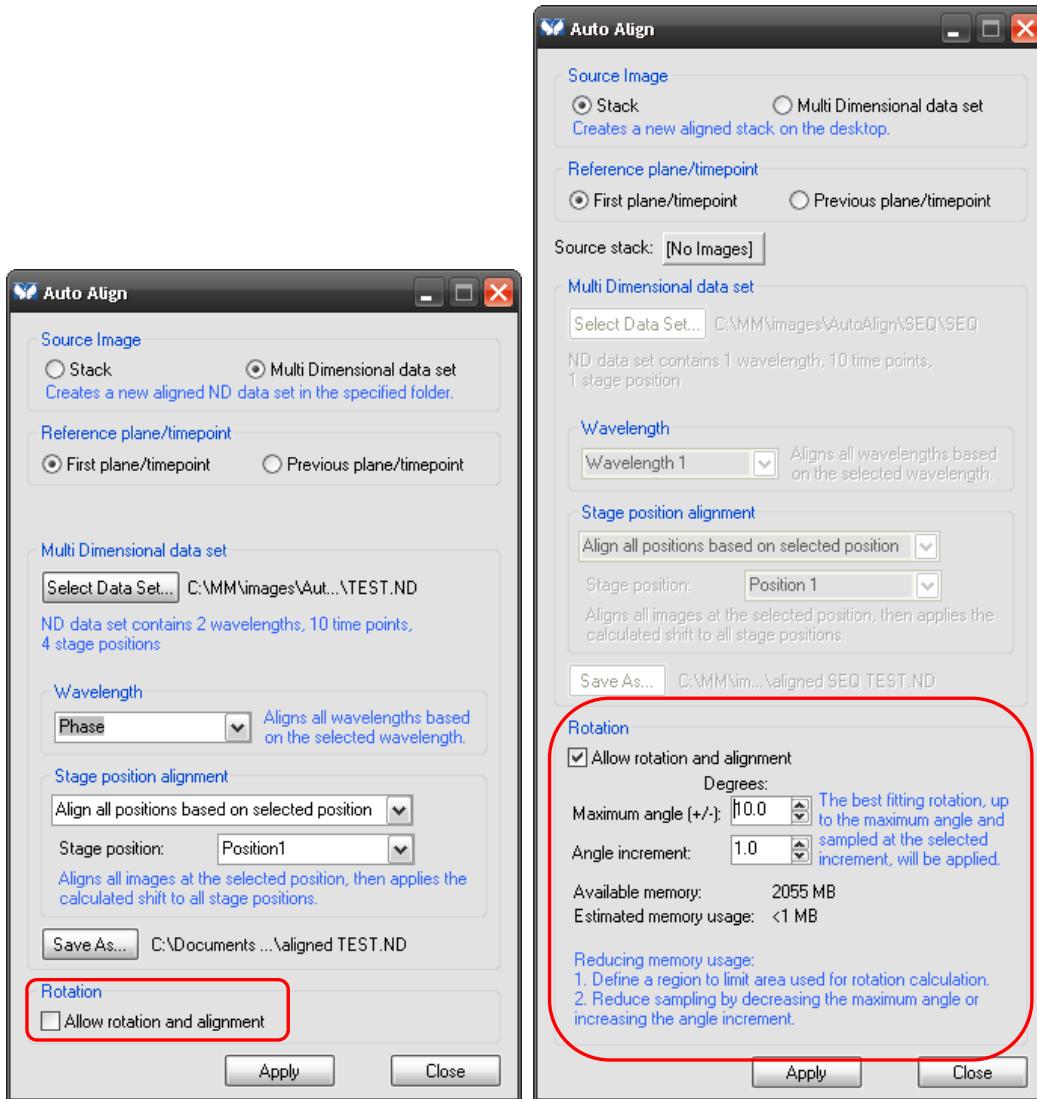 Auto Align
Source Image
Stack Multi Dimensional data set
Creates a new aligned ND data set in the specified folder.
Reference plane/timepoint
First plane/timepoint Previous plane/timepoint
Multi Dimensional data set
Select Data Set... C:\MM\images\Aut...\TEST.ND
ND data set contains 2 wavelengths, 10 time points,
4 stage positions
Wavelength
Phase
Aligns all wavelengths based
on the selected wavelength.
Stage position alignment
Align all positions based on selected position
Stage position: Position1
Aligns all images at the selected position, then applies the
calculated shift to all stage positions.
Save As... C:\Documents ...\aligned TEST.ND
Rotation
Allow rotation and alignment
Apply Close
Auto Align
Source Image
Stack Multi Dimensional data set
Creates a new aligned stack on the desktop.
Reference plane/timepoint
First plane/timepoint Previous plane/timepoint
Source stack: [No Images]
Multi Dimensional data set
Select Data Set... C:\MM\images\AutoAlign\SEQ\SEQ
ND data set contains 1 wavelength, 10 time points,
1 stage position
Wavelength
Wavelength 1
Aligns all wavelengths based
on the selected wavelength.
Stage position alignment
Align all positions based on selected position
Stage position: Position 1
Aligns all images at the selected position, then applies the
calculated shift to all stage positions.
Save As... C:\MM\im...\aligned SEQ TEST.ND
Rotation
Allow rotation and alignment
Degrees:
Maximum angle (+/-): 10.0
Angle increment: 1.0
The best fitting rotation, up
to the maximum angle and
sampled at the selected
increment, will be applied.
Available memory: 2055 MB
Estimated memory usage: <1 MB
Reducing memory usage:
1. Define a region to limit area used for rotation calculation.
2. Reduce sampling by decreasing the maximum angle or
increasing the angle increment.
Apply Close